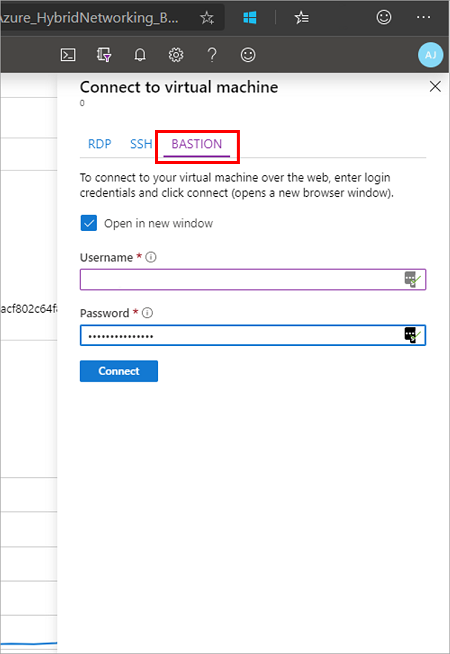 Azure_HybridNetworking_B...
AJ
Connect to virtual machine
0
RDP SSH BASTION
To connect to your virtual machine over the web, enter login
credentials and click connect (opens a new browser window).
Open in new window
Username *
acf802c64f
Password *
•••••••••••••••
Connect